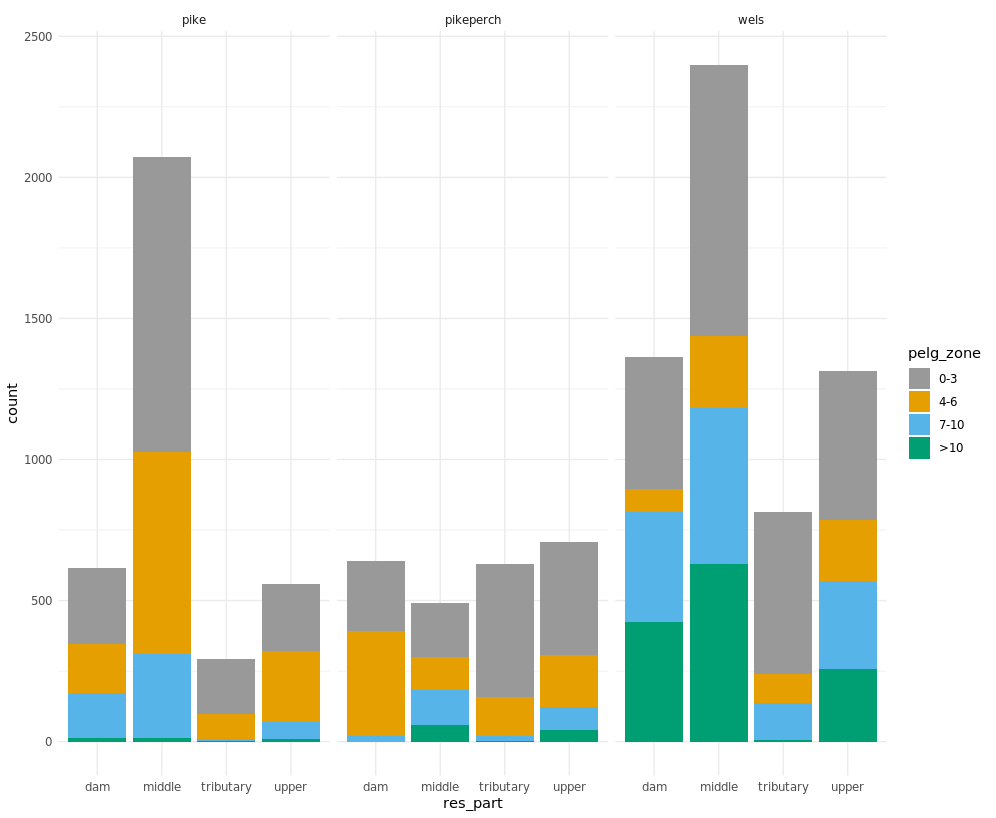 pike pikeperch wels
2500
2000
1500
1000
500
0
count
dam middle tributary upper dam middle tributary upper dam middle tributary upper
res_part
pelg_zone
0-3
4-6
7-10
>10